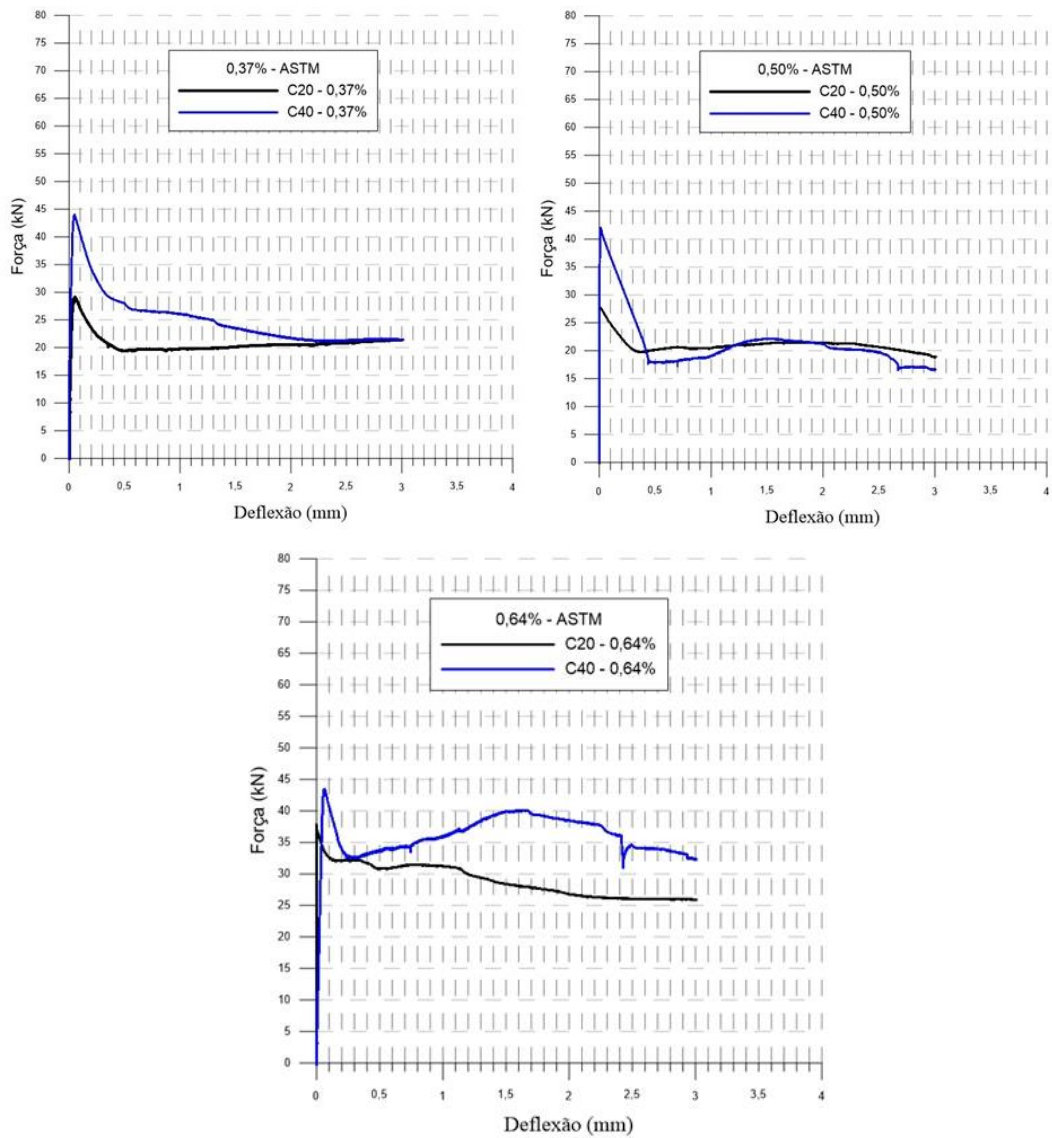 80
75
70
65
60
55
50
45
40
35
30
25
20
15
10
5
0
Força (kN)
0,37% - ASTM
C20 - 0,37%
C40 - 0,37%
0 0,5 1 1,5 2 2,5 3 3,5 4
Deflexão (mm)
80
75
70
65
60
55
50
45
40
35
30
25
20
15
10
5
0
Força (kN)
0,50% - ASTM
C20 - 0,50%
C40 - 0,50%
0 0,5 1 1,5 2 2,5 3 3,5 4
Deflexão (mm)
80
75
70
65
60
55
50
45
40
35
30
25
20
15
10
5
0
Força (kN)
0,64% - ASTM
C20 - 0,64%
C40 - 0,64%
0 0,5 1 1,5 2 2,5 3 3,5 4
Deflexão (mm)